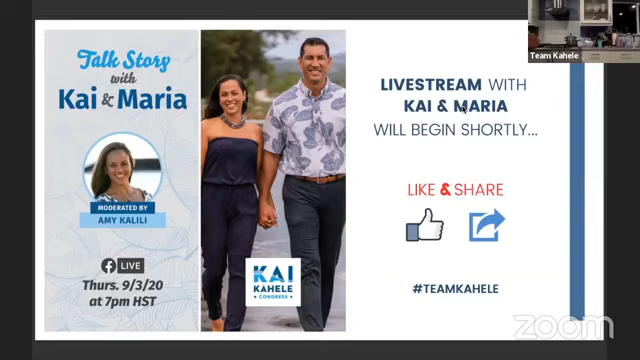 Talk Story
with
Kai & Maria
MODERATED BY
AMY KALILI
f LIVE
Thurs. 9/3/20
at 7pm HST
KAI
KAHELE
CONGRESS
LIVESTREAM WITH
KAI & MARIA
WILL BEGIN SHORTLY...
LIKE & SHARE
#TEAMKAHELE
Team Kahele
zoom